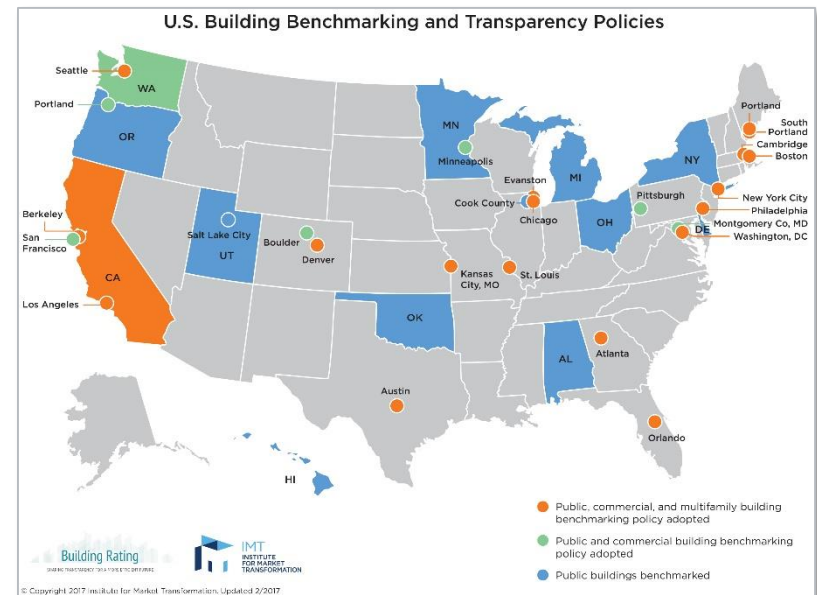 U.S. Building Benchmarking and Transparency Policies
Seattle
WA
Portland
OR
MN
Minneapolis
MI
NY
Portland
South
Portland
Cambridge
Boston
Evanston
Cook County
Chicago
OH
Pittsburgh
New York City
Philadelphia
Montgomery Co, MD
DE
Washington, DC
Berkeley
San
Francisco
CA
Los Angeles
Salt Lake City
UT
Boulder
Denver
Kansas
City, MO
St. Louis
OK
AL
Atlanta
Austin
Orlando
HI
Public, commercial, and multifamily building
benchmarking policy adopted
Public and commercial building benchmarking
policy adopted
Public buildings benchmarked
Building Rating
IMT
INSTITUTE
FOR MARKET
TRANSFORMATION
© Copyright 2017 Institute for Market Transformation. Updated 2/2017